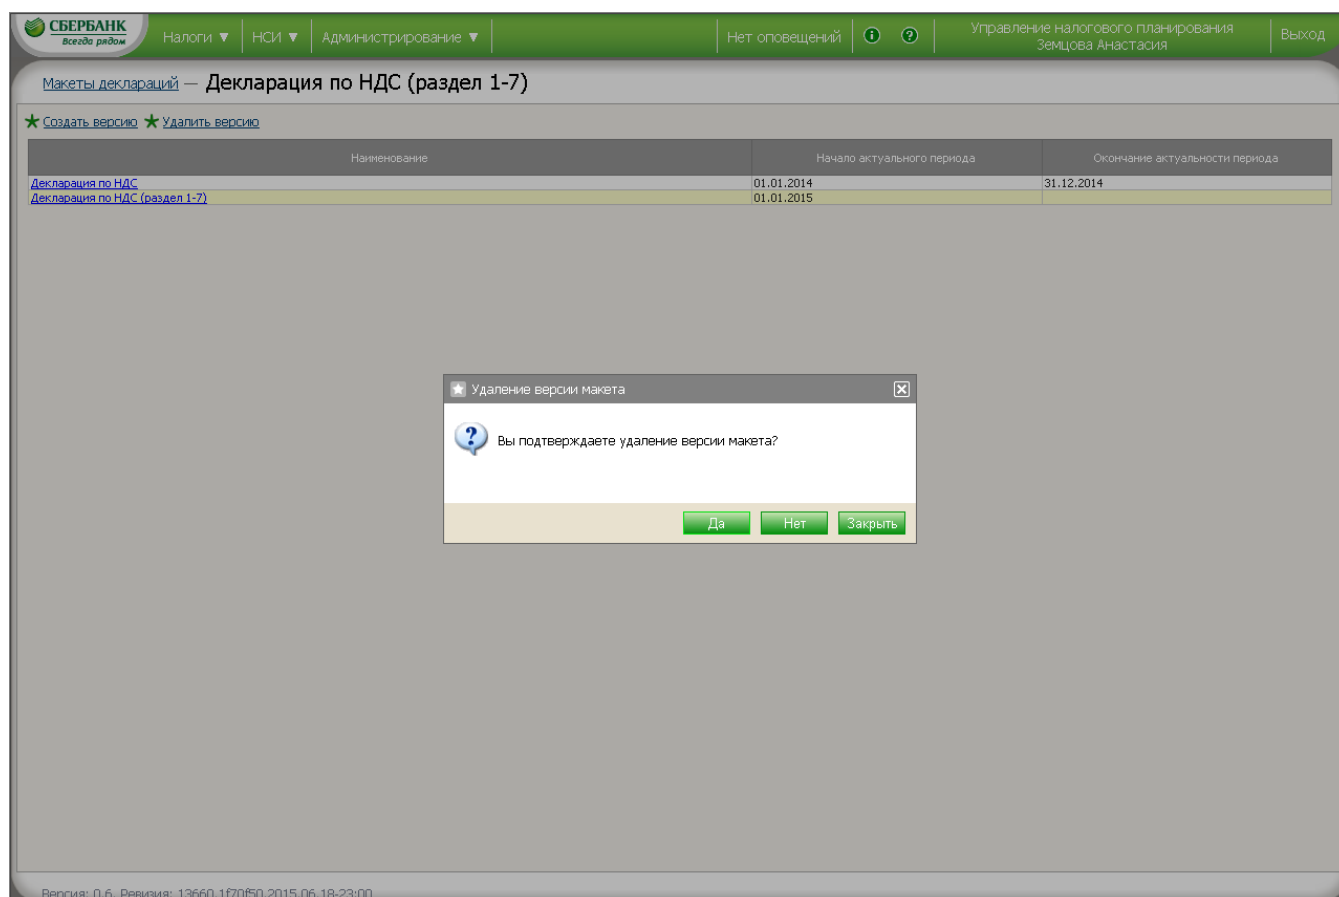 СБЕРБАНК
Всегда рядом
Налоги ▼ НСИ ▼ Администрирование ▼ Нет оповещений Управление налогового планирования
Земцова Анастасия
Выход
Макеты деклараций — Декларация по НДС (раздел 1-7)
Создать версию Удалить версию
Наименование Начало актуального периода Окончание актуальности периода
Декларация по НДС 01.01.2014 31.12.2014
Декларация по НДС (раздел 1-7) 01.01.2015
Удаление версии макета
Вы подтверждаете удаление версии макета?
Да Нет Закрыть
Версия: 0.6, Ревизия: 13660.1f70f50.2015.06.18-23:00